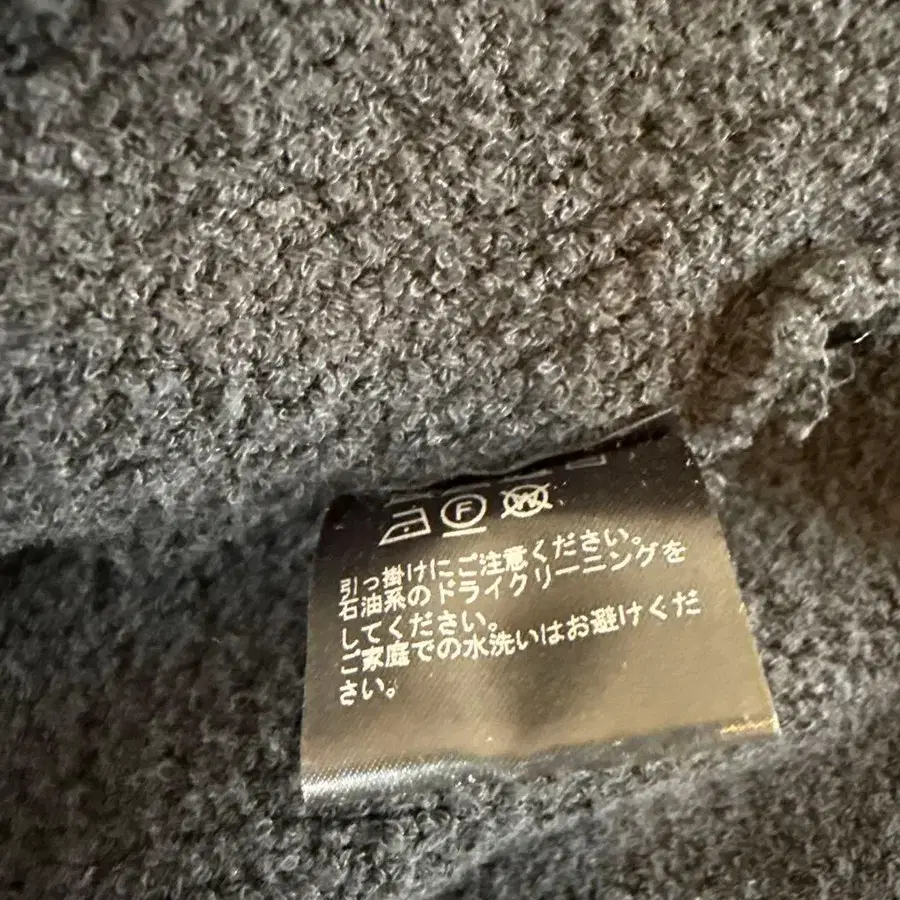 F W
引っ掛けにご注意ください。
石油系のドライクリーニングを
してください。
ご家庭での水洗いはお避けくだ
さい。